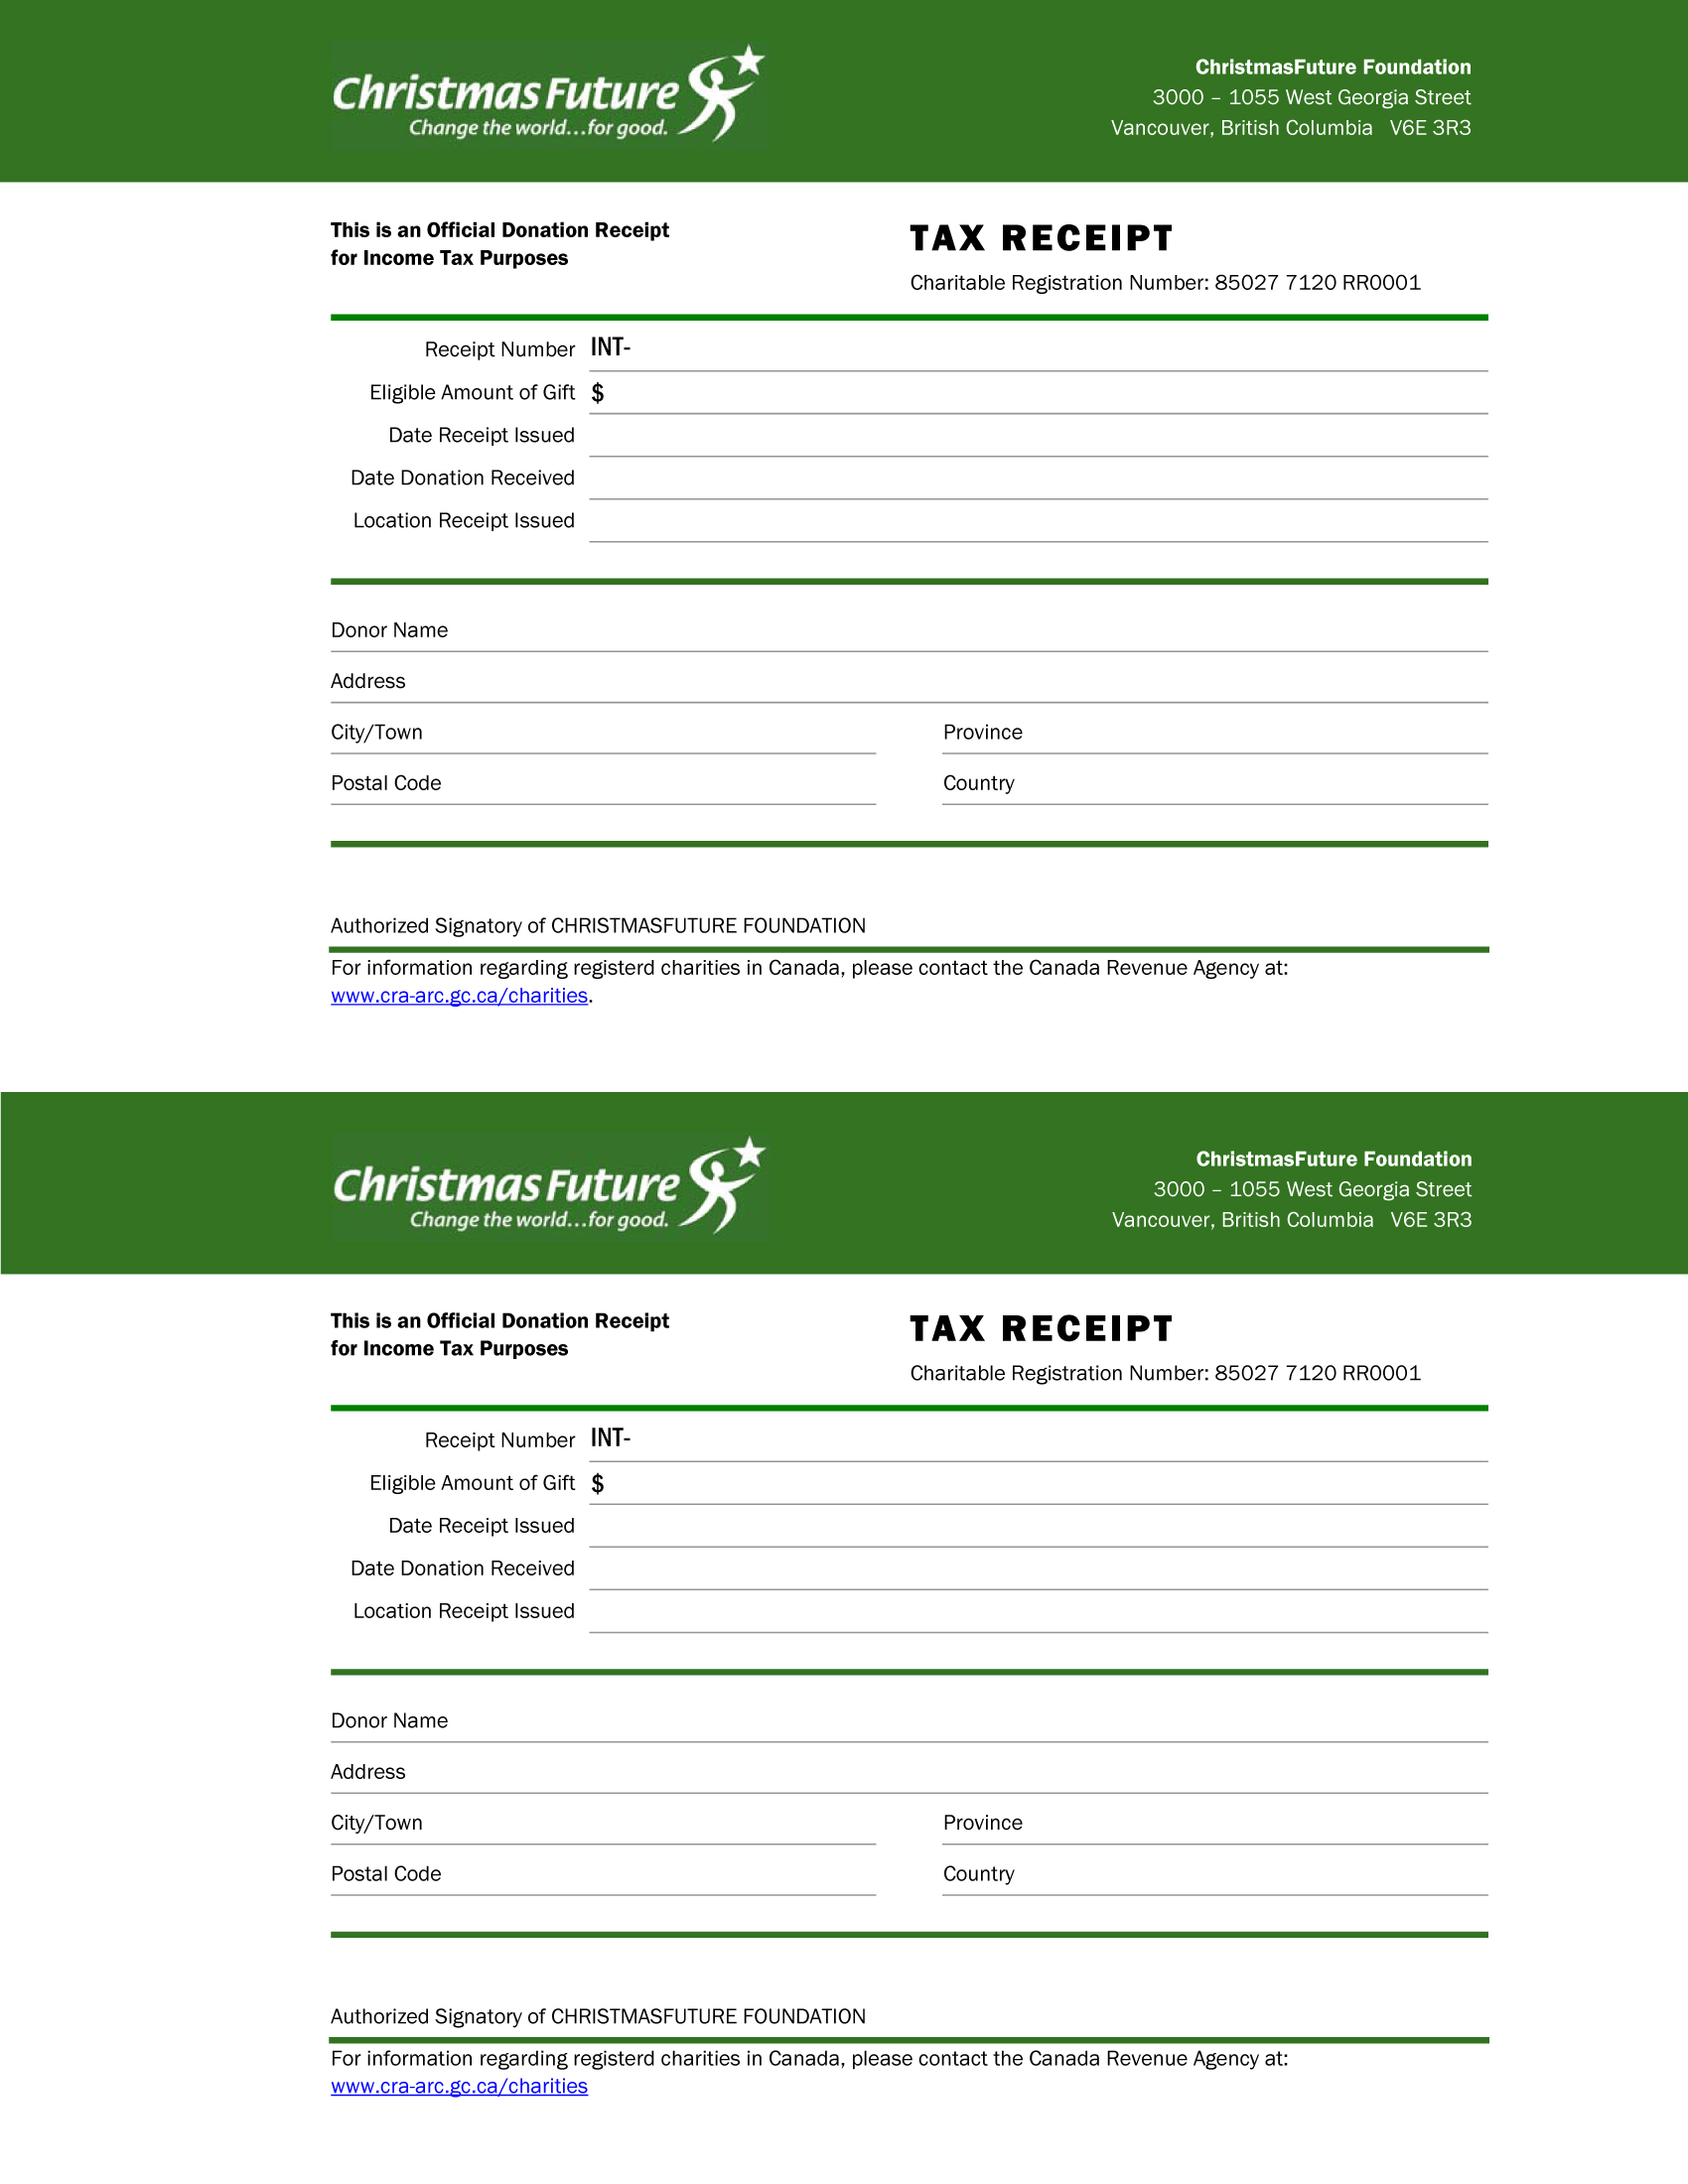 Christmas Future
Change the world...for good.
ChristmasFuture Foundation
3000 – 1055 West Georgia Street
Vancouver, British Columbia V6E 3R3
This is an Official Donation Receipt
for Income Tax Purposes
TAX RECEIPT
Charitable Registration Number: 85027 7120 RR0001
Receipt Number INT-
Eligible Amount of Gift $
Date Receipt Issued
Date Donation Received
Location Receipt Issued
Donor Name
Address
City/Town Province
Postal Code Country
Authorized Signatory of CHRISTMASFUTURE FOUNDATION
For information regarding registerd charities in Canada, please contact the Canada Revenue Agency at:
www.cra-arc.gc.ca/charities.
Christmas Future
Change the world...for good.
ChristmasFuture Foundation
3000 – 1055 West Georgia Street
Vancouver, British Columbia V6E 3R3
This is an Official Donation Receipt
for Income Tax Purposes
TAX RECEIPT
Charitable Registration Number: 85027 7120 RR0001
Receipt Number INT-
Eligible Amount of Gift $
Date Receipt Issued
Date Donation Received
Location Receipt Issued
Donor Name
Address
City/Town Province
Postal Code Country
Authorized Signatory of CHRISTMASFUTURE FOUNDATION
For information regarding registerd charities in Canada, please contact the Canada Revenue Agency at:
www.cra-arc.gc.ca/charities